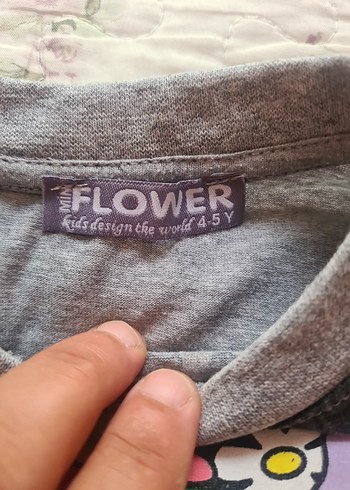 MINI FLOWER
kids design the world 4-5 Y